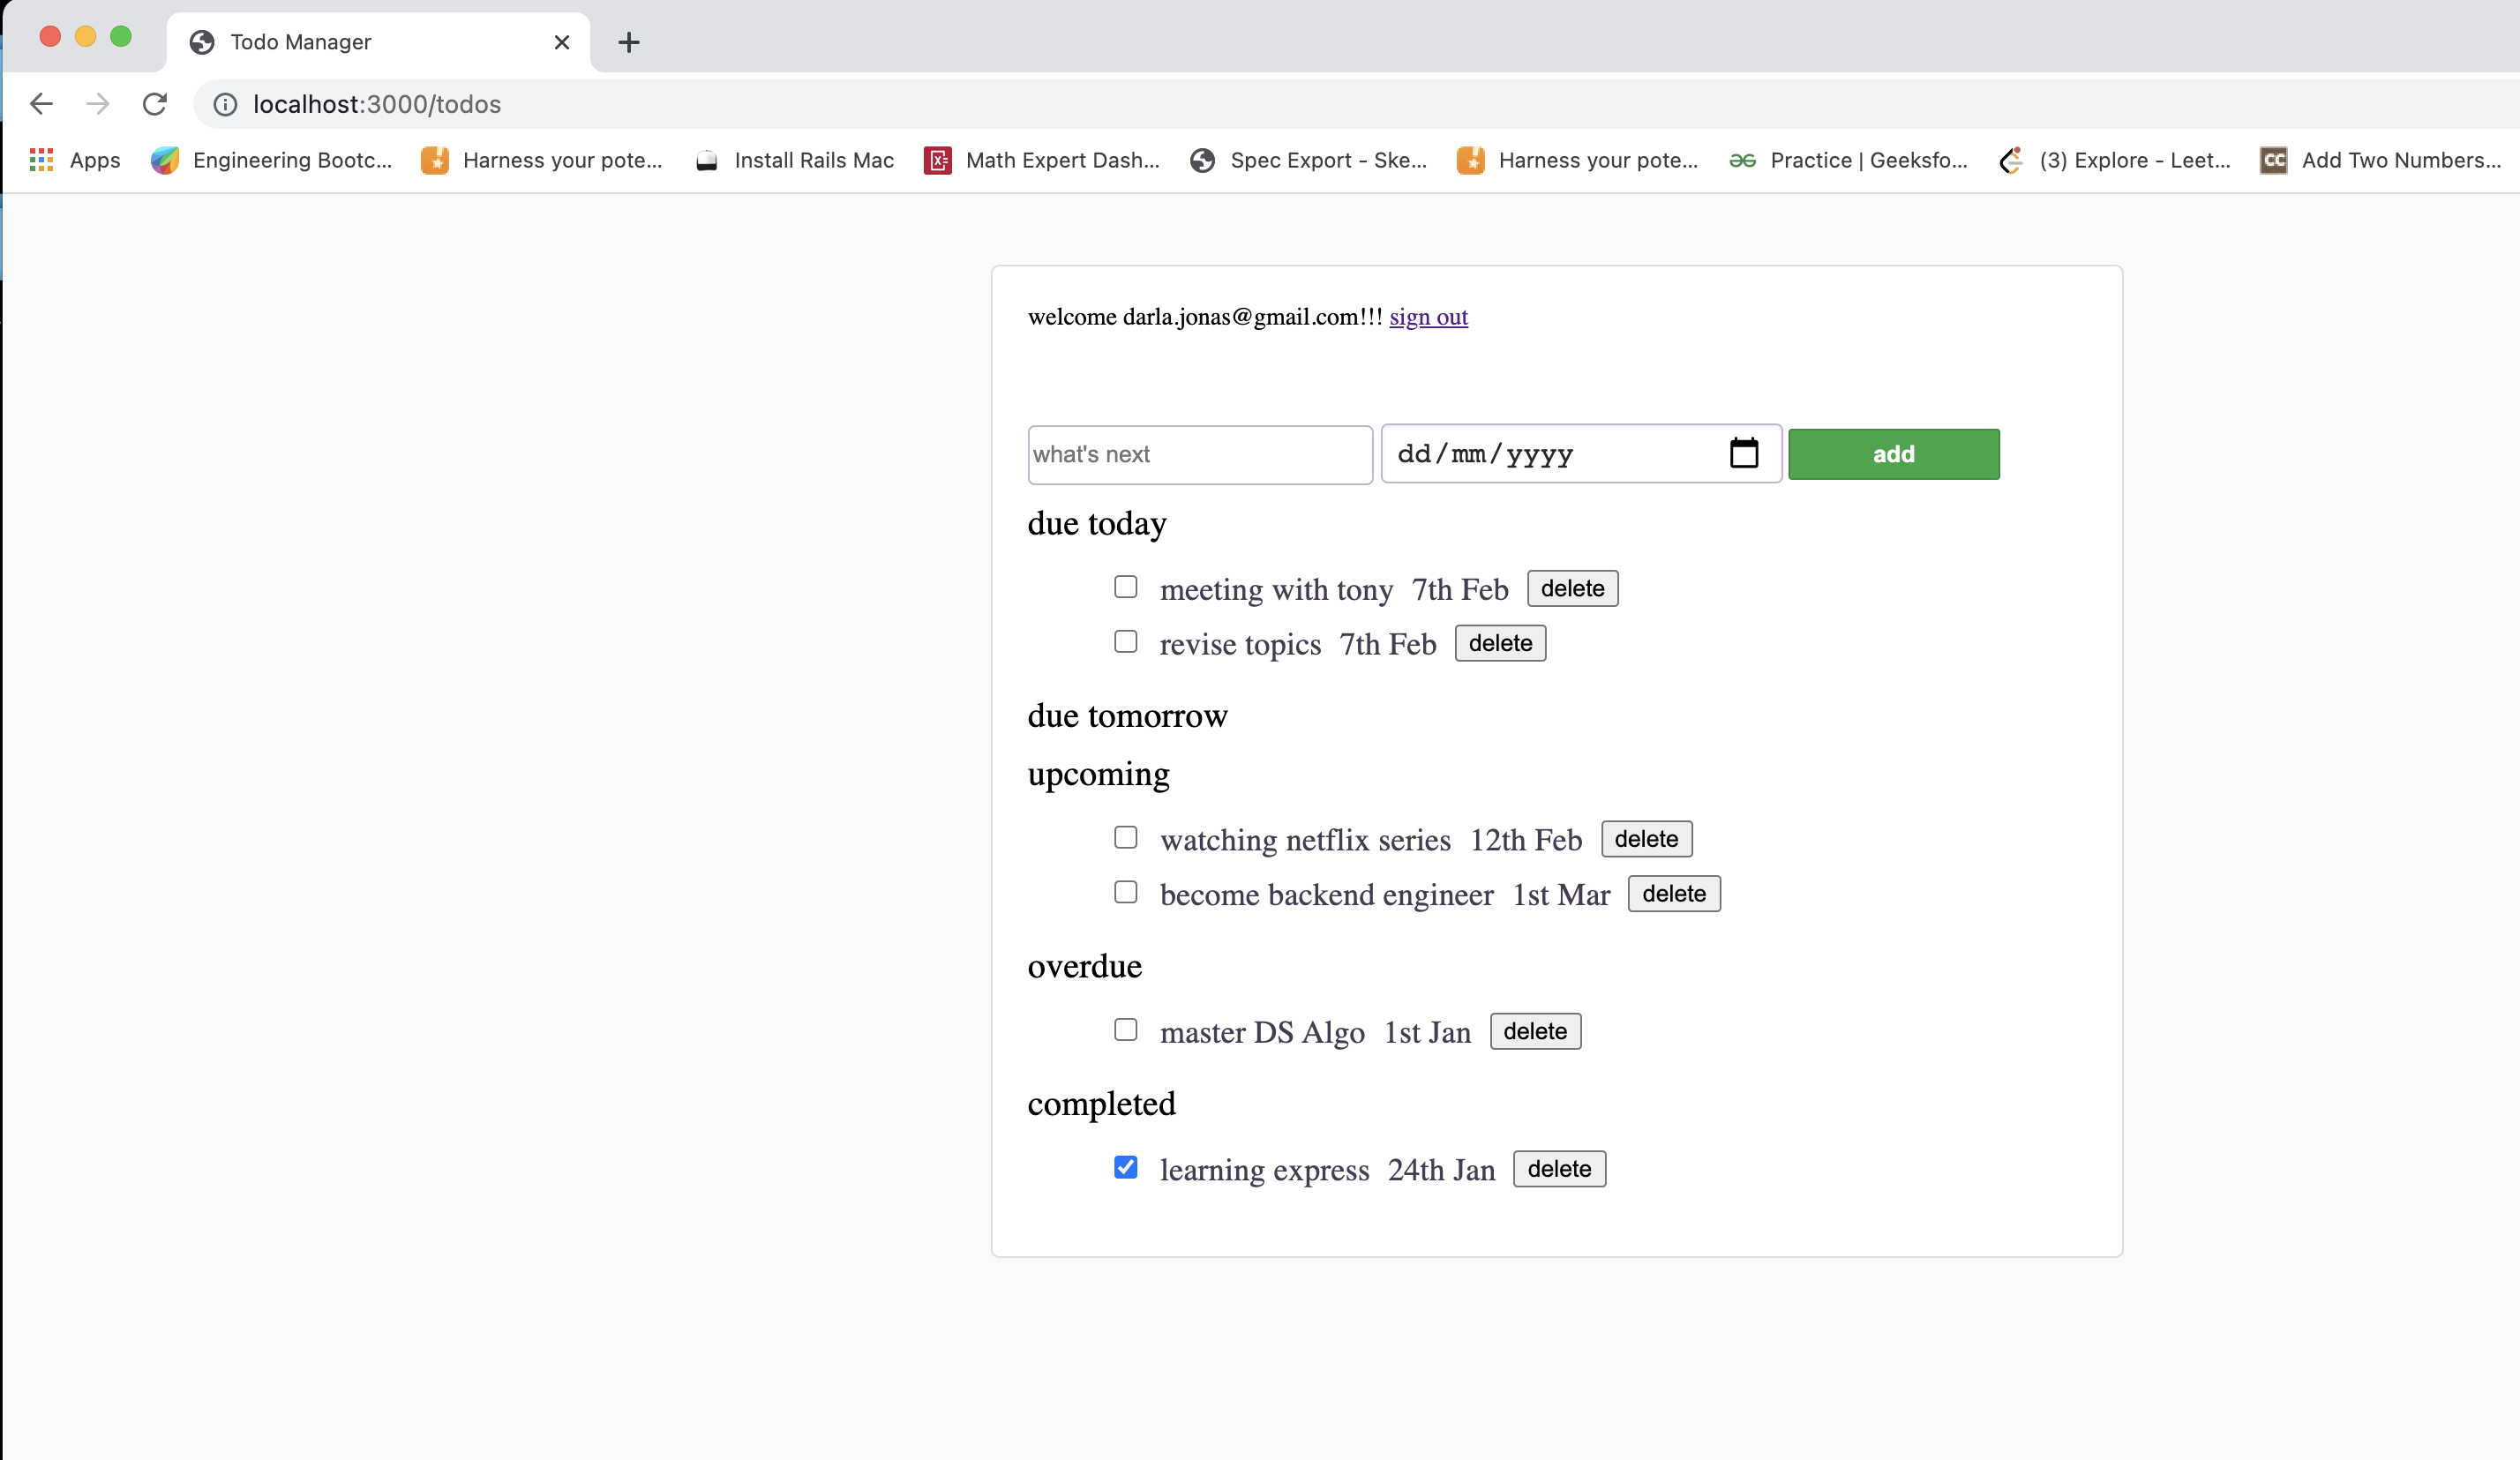 Todo Manager
localhost:3000/todos
Apps Engineering Bootc... Harness your pote... Install Rails Mac Math Expert Dash... Spec Export - Ske... Harness your pote... Practice | Geeksfo... (3) Explore - Leet... CC Add Two Numbers...
welcome darla.jonas@gmail.com!!! sign out
what's next dd/mm/yyyy add
due today
meeting with tony 7th Feb delete
revise topics 7th Feb delete
due tomorrow
upcoming
watching netflix series 12th Feb delete
become backend engineer 1st Mar delete
overdue
master DS Algo 1st Jan delete
completed
learning express 24th Jan delete